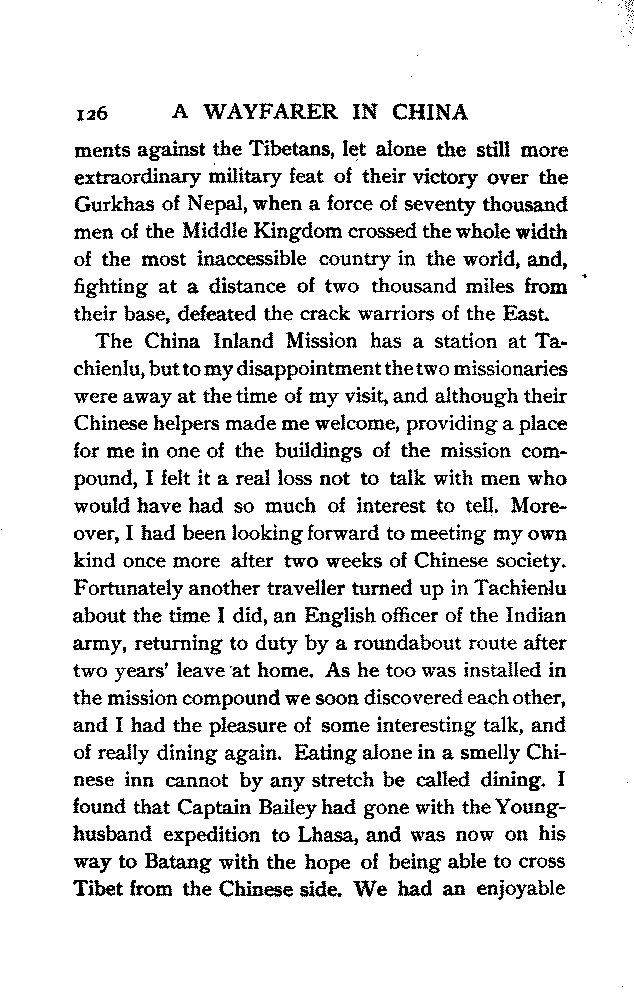 126 A WAYFARER IN CHINA
ments against the Tibetans, let alone the still more
extraordinary military feat of their victory over the
Gurkhas of Nepal, when a force of seventy thousand
men of the Middle Kingdom crossed the whole width
of the most inaccessible country in the world, and,
fighting at a distance of two thousand miles from
their base, defeated the crack warriors of the East.
The China Inland Mission has a station at Ta-
chienlu, but to my disappointment the two missionaries
were away at the time of my visit, and although their
Chinese helpers made me welcome, providing a place
for me in one of the buildings of the mission com-
pound, I felt it a real loss not to talk with men who
would have had so much of interest to tell. More-
over, I had been looking forward to meeting my own
kind once more after two weeks of Chinese society.
Fortunately another traveller turned up in Tachienlu
about the time I did, an English officer of the Indian
army, returning to duty by a roundabout route after
two years' leave at home. As he too was installed in
the mission compound we soon discovered each other,
and I had the pleasure of some interesting talk, and
of really dining again. Eating alone in a smelly Chi-
nese inn cannot by any stretch be called dining. I
found that Captain Bailey had gone with the Young-
husband expedition to Lhasa, and was now on his
way to Batang with the hope of being able to cross
Tibet from the Chinese side. We had an enjoyable